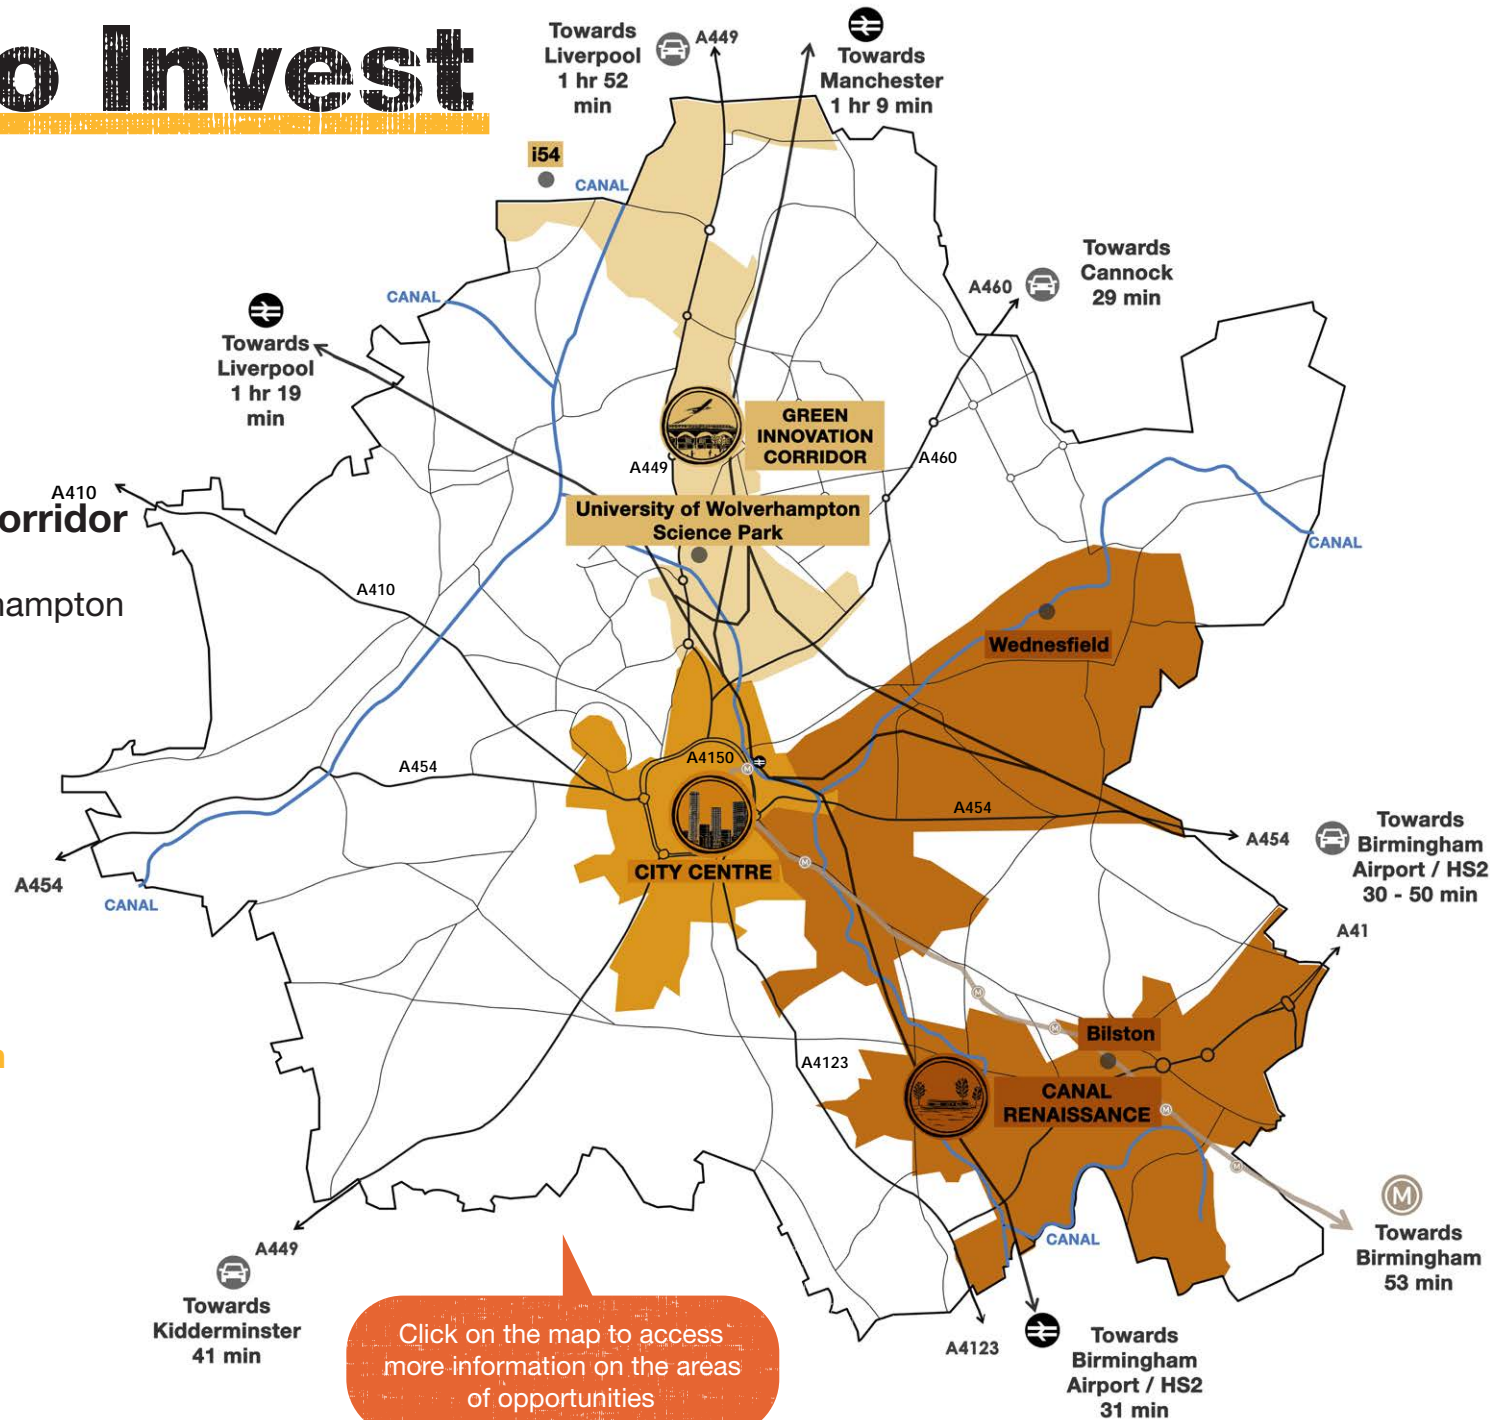 o Invest
Towards
Liverpool
1 hr 52
min
A449
Towards
Manchester
1 hr 9 min
i54
CANAL
CANAL
Towards
Cannock
29 min
A460
Towards
Liverpool
1 hr 19
min
GREEN
INNOVATION
CORRIDOR
A449
A460
A410
orridor
University of Wolverhampton
Science Park
CANAL
hampton
A410
Wednesfield
A4150
M
A454
A454
A454
Towards
Birmingham
Airport / HS2
30 - 50 min
CITY CENTRE
M
A454
CANAL
A41
M
M
Bilston
A4123
CANAL
RENAISSANCE
M
M
M
Towards
Birmingham
53 min
CANAL
A449
Towards
Kidderminster
41 min
Click on the map to access
more information on the areas
of opportunities
A4123
Towards
Birmingham
Airport / HS2
31 min